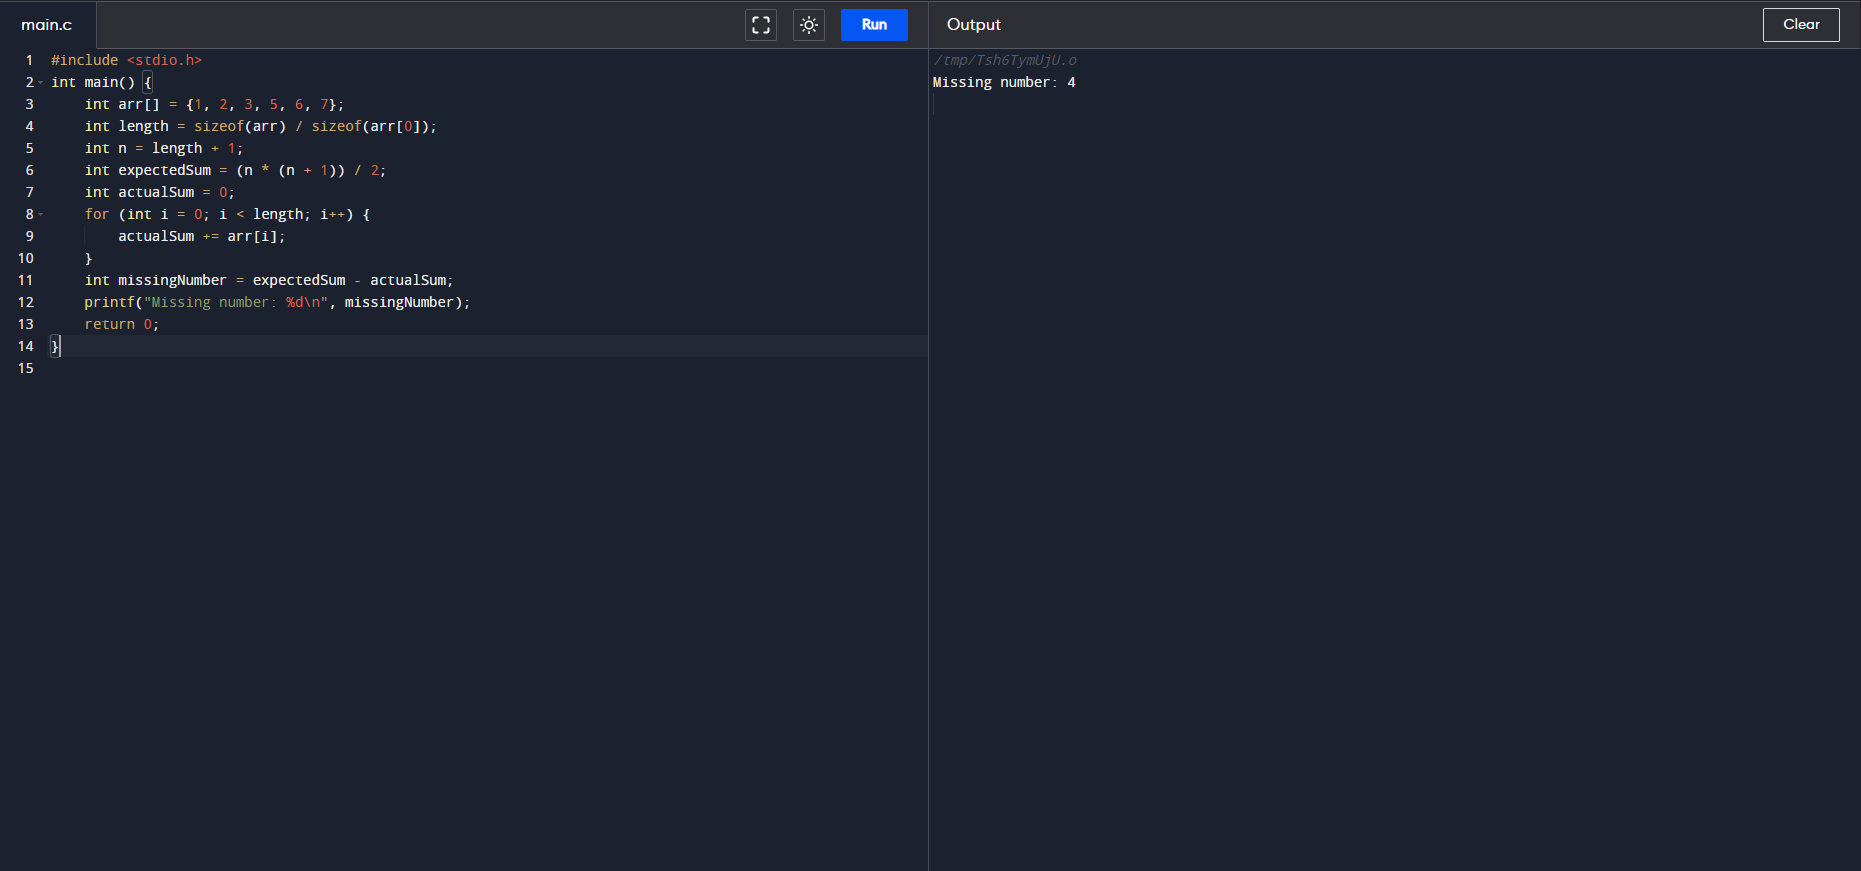 main.c
Run
1 #include <stdio.h>
2 int main() {
3     int arr[] = {1, 2, 3, 5, 6, 7};
4     int length = sizeof(arr) / sizeof(arr[0]);
5     int n = length + 1;
6     int expectedSum = (n * (n + 1)) / 2;
7     int actualSum = 0;
8     for (int i = 0; i < length; i++) {
9         actualSum += arr[i];
10     }
11     int missingNumber = expectedSum - actualSum;
12     printf("Missing number: %d\n", missingNumber);
13     return 0;
14 }
15
Output
Clear
/tmp/Tsh6TymUjU.o
Missing number: 4